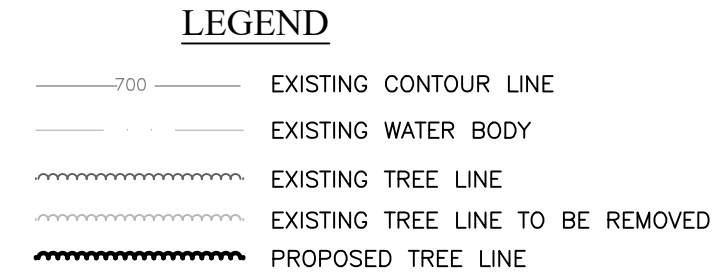 LEGEND
700 EXISTING CONTOUR LINE
EXISTING WATER BODY
EXISTING TREE LINE
EXISTING TREE LINE TO BE REMOVED
PROPOSED TREE LINE